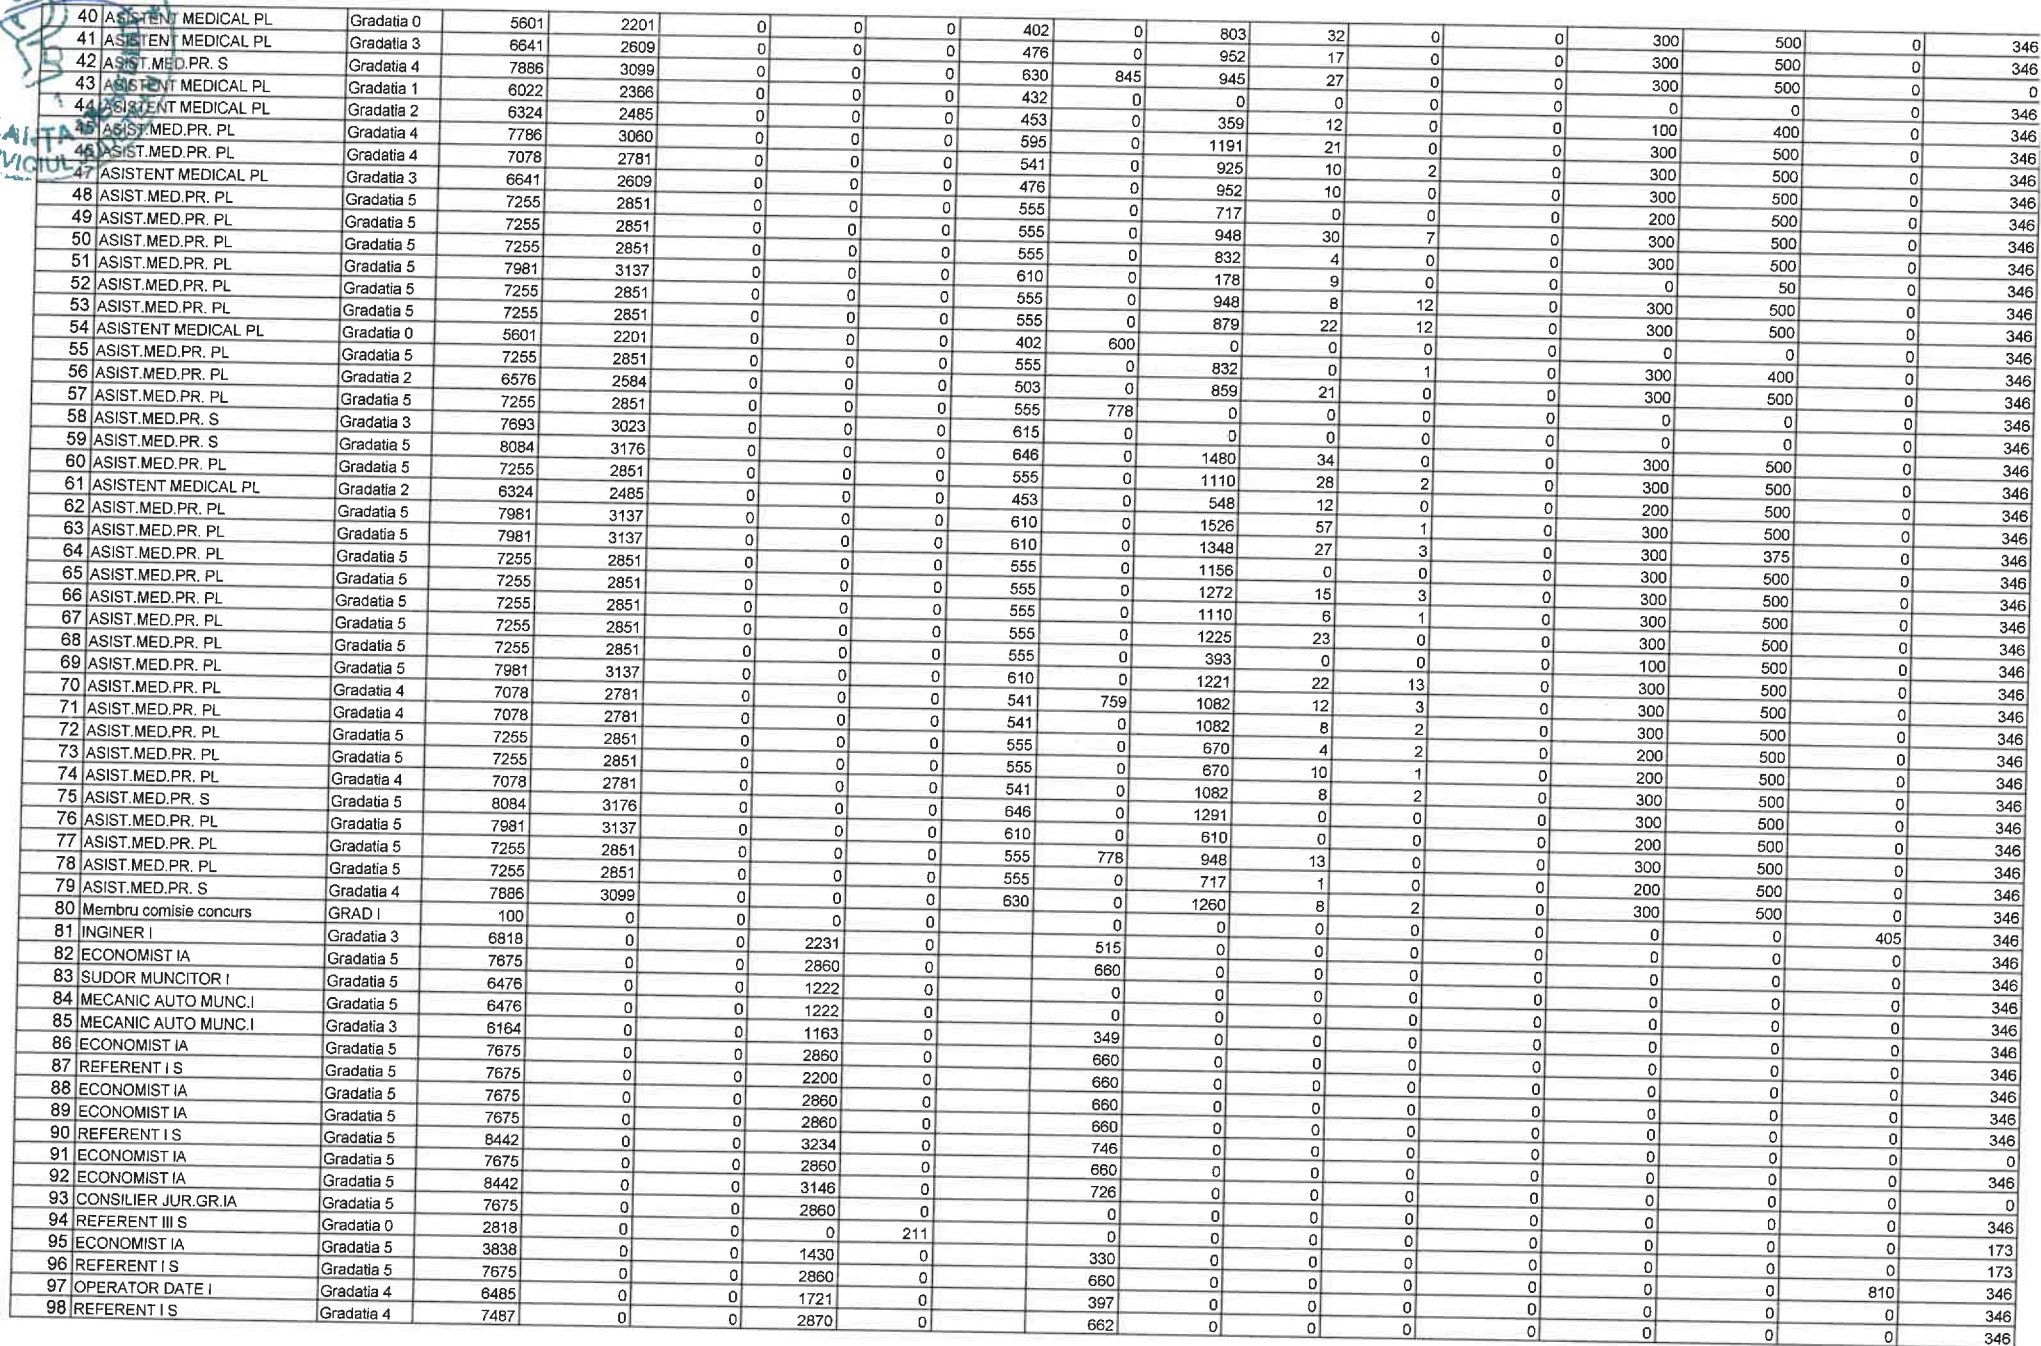 40 ASISTENT MEDICAL PL Gradatia 0 5601 2201 0 0 0 402 0 803 32 0 0 300 500 0 346
41 ASISTENT MEDICAL PL Gradatia 3 6641 2609 0 0 0 476 0 952 17 0 0 300 500 0 346
42 ASIST.MED.PR. S Gradatia 4 7886 3099 0 0 0 630 845 945 27 0 0 300 500 0 0
43 ASISTENT MEDICAL PL Gradatia 1 6022 2366 0 0 0 432 0 0 0 0 0 0 0 0 346
44 ASISTENT MEDICAL PL Gradatia 2 6324 2485 0 0 0 453 0 359 12 0 0 100 400 0 346
45 ASIST.MED.PR. PL Gradatia 4 7786 3060 0 0 0 595 0 1191 21 0 0 300 500 0 346
46 ASIST.MED.PR. PL Gradatia 4 7078 2781 0 0 0 541 0 925 10 2 0 300 500 0 346
47 ASISTENT MEDICAL PL Gradatia 3 6641 2609 0 0 0 476 0 952 10 0 0 300 500 0 346
48 ASIST.MED.PR. PL Gradatia 5 7255 2851 0 0 0 555 0 717 0 0 0 200 500 0 346
49 ASIST.MED.PR. PL Gradatia 5 7255 2851 0 0 0 555 0 948 30 7 0 300 500 0 346
50 ASIST.MED.PR. PL Gradatia 5 7255 2851 0 0 0 555 0 832 4 0 0 300 500 0 346
51 ASIST.MED.PR. PL Gradatia 5 7981 3137 0 0 0 610 0 178 9 0 0 0 50 0 346
52 ASIST.MED.PR. PL Gradatia 5 7255 2851 0 0 0 555 0 948 8 12 0 300 500 0 346
53 ASIST.MED.PR. PL Gradatia 5 7255 2851 0 0 0 555 0 879 22 12 0 300 500 0 346
54 ASISTENT MEDICAL PL Gradatia 0 5601 2201 0 0 0 402 600 0 0 0 0 0 0 0 346
55 ASIST.MED.PR. PL Gradatia 5 7255 2851 0 0 0 555 0 832 0 1 0 300 400 0 346
56 ASIST.MED.PR. PL Gradatia 2 6576 2584 0 0 0 503 0 859 21 0 0 300 500 0 346
57 ASIST.MED.PR. PL Gradatia 5 7255 2851 0 0 0 555 778 0 0 0 0 0 0 0 346
58 ASIST.MED.PR. S Gradatia 3 7693 3023 0 0 0 615 0 0 0 0 0 0 0 0 346
59 ASIST.MED.PR. S Gradatia 5 8084 3176 0 0 0 646 0 1480 34 0 0 300 500 0 346
60 ASIST.MED.PR. PL Gradatia 5 7255 2851 0 0 0 555 0 1110 28 2 0 300 500 0 346
61 ASISTENT MEDICAL PL Gradatia 2 6324 2485 0 0 0 453 0 548 12 0 0 200 500 0 346
62 ASIST.MED.PR. PL Gradatia 5 7981 3137 0 0 0 610 0 1526 57 1 0 300 500 0 346
63 ASIST.MED.PR. PL Gradatia 5 7981 3137 0 0 0 610 0 1348 27 3 0 300 375 0 346
64 ASIST.MED.PR. PL Gradatia 5 7255 2851 0 0 0 555 0 1156 0 0 0 300 500 0 346
65 ASIST.MED.PR. PL Gradatia 5 7255 2851 0 0 0 555 0 1272 15 3 0 300 500 0 346
66 ASIST.MED.PR. PL Gradatia 5 7255 2851 0 0 0 555 0 1110 6 1 0 300 500 0 346
67 ASIST.MED.PR. PL Gradatia 5 7255 2851 0 0 0 555 0 1225 23 0 0 300 500 0 346
68 ASIST.MED.PR. PL Gradatia 5 7255 2851 0 0 0 555 0 393 0 0 0 100 500 0 346
69 ASIST.MED.PR. PL Gradatia 5 7981 3137 0 0 0 610 0 1221 22 13 0 300 500 0 346
70 ASIST.MED.PR. PL Gradatia 4 7078 2781 0 0 0 541 759 1082 12 3 0 300 500 0 346
71 ASIST.MED.PR. PL Gradatia 4 7078 2781 0 0 0 541 0 1082 8 2 0 300 500 0 346
72 ASIST.MED.PR. PL Gradatia 5 7255 2851 0 0 0 555 0 670 4 2 0 200 500 0 346
73 ASIST.MED.PR. PL Gradatia 5 7255 2851 0 0 0 555 0 670 10 1 0 200 500 0 346
74 ASIST.MED.PR. PL Gradatia 4 7078 2781 0 0 0 541 0 1082 8 2 0 300 500 0 346
75 ASIST.MED.PR. S Gradatia 5 8084 3176 0 0 0 646 0 1291 0 0 0 300 500 0 346
76 ASIST.MED.PR. PL Gradatia 5 7981 3137 0 0 0 610 0 610 0 0 0 200 500 0 346
77 ASIST.MED.PR. PL Gradatia 5 7255 2851 0 0 0 555 778 948 13 0 0 300 500 0 346
78 ASIST.MED.PR. PL Gradatia 5 7255 2851 0 0 0 555 0 717 1 0 0 200 500 0 346
79 ASIST.MED.PR. S Gradatia 4 7886 3099 0 0 0 630 0 1260 8 2 0 300 500 0 346
80 Membru comisie concurs GRAD I 100 0 0 0 0 0 0 0 0 0 0 0 405 346
81 INGINER I Gradatia 3 6818 0 0 2231 0 515 0 0 0 0 0 0 0 346
82 ECONOMIST IA Gradatia 5 7675 0 0 2860 0 660 0 0 0 0 0 0 0 346
83 SUDOR MUNCITOR I Gradatia 5 6476 0 0 1222 0 0 0 0 0 0 0 0 0 346
84 MECANIC AUTO MUNC.I Gradatia 5 6476 0 0 1222 0 0 0 0 0 0 0 0 0 346
85 MECANIC AUTO MUNC.I Gradatia 3 6164 0 0 1163 0 349 0 0 0 0 0 0 0 346
86 ECONOMIST IA Gradatia 5 7675 0 0 2860 0 660 0 0 0 0 0 0 0 346
87 REFERENT I S Gradatia 5 7675 0 0 2200 0 660 0 0 0 0 0 0 0 346
88 ECONOMIST IA Gradatia 5 7675 0 0 2860 0 660 0 0 0 0 0 0 0 346
89 ECONOMIST IA Gradatia 5 7675 0 0 2860 0 660 0 0 0 0 0 0 0 346
90 REFERENT I S Gradatia 5 8442 0 0 3234 0 746 0 0 0 0 0 0 0 0
91 ECONOMIST IA Gradatia 5 7675 0 0 2860 0 660 0 0 0 0 0 0 0 346
92 ECONOMIST IA Gradatia 5 8442 0 0 3146 0 726 0 0 0 0 0 0 0 0
93 CONSILIER JUR.GR.IA Gradatia 5 7675 0 0 2860 0 0 0 0 0 0 0 0 0 346
94 REFERENT III S Gradatia 0 2818 0 0 0 211 0 0 0 0 0 0 0 0 173
95 ECONOMIST IA Gradatia 5 3838 0 0 1430 0 330 0 0 0 0 0 0 0 173
96 REFERENT I S Gradatia 5 7675 0 0 2860 0 660 0 0 0 0 0 0 810 346
97 OPERATOR DATE I Gradatia 4 6485 0 0 1721 0 397 0 0 0 0 0 0 0 346
98 REFERENT I S Gradatia 4 7487 0 0 2870 0 662 0 0 0 0 0 0 0 346